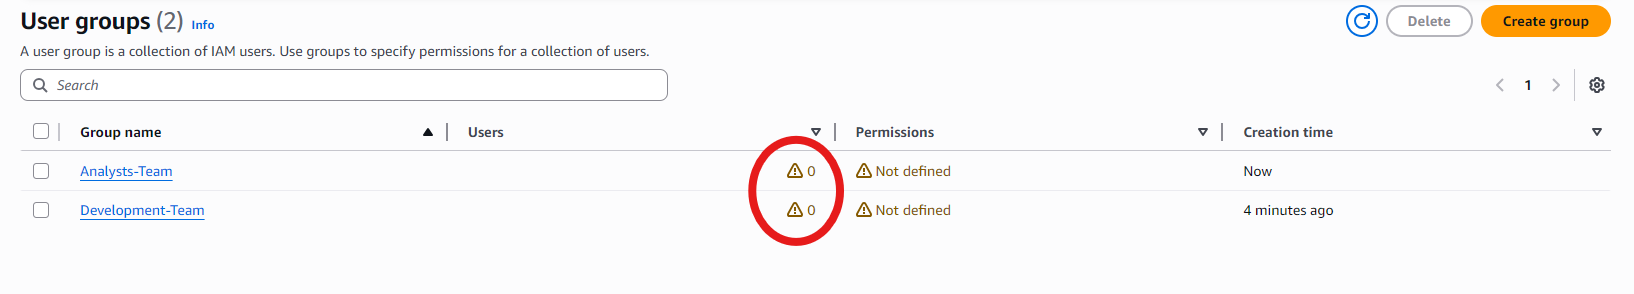 User groups (2) Info
Delete
Create group
A user group is a collection of IAM users. Use groups to specify permissions for a collection of users.
Search
1
Group name Users Permissions Creation time
Analysts-Team 0 Not defined Now
Development-Team 0 Not defined 4 minutes ago